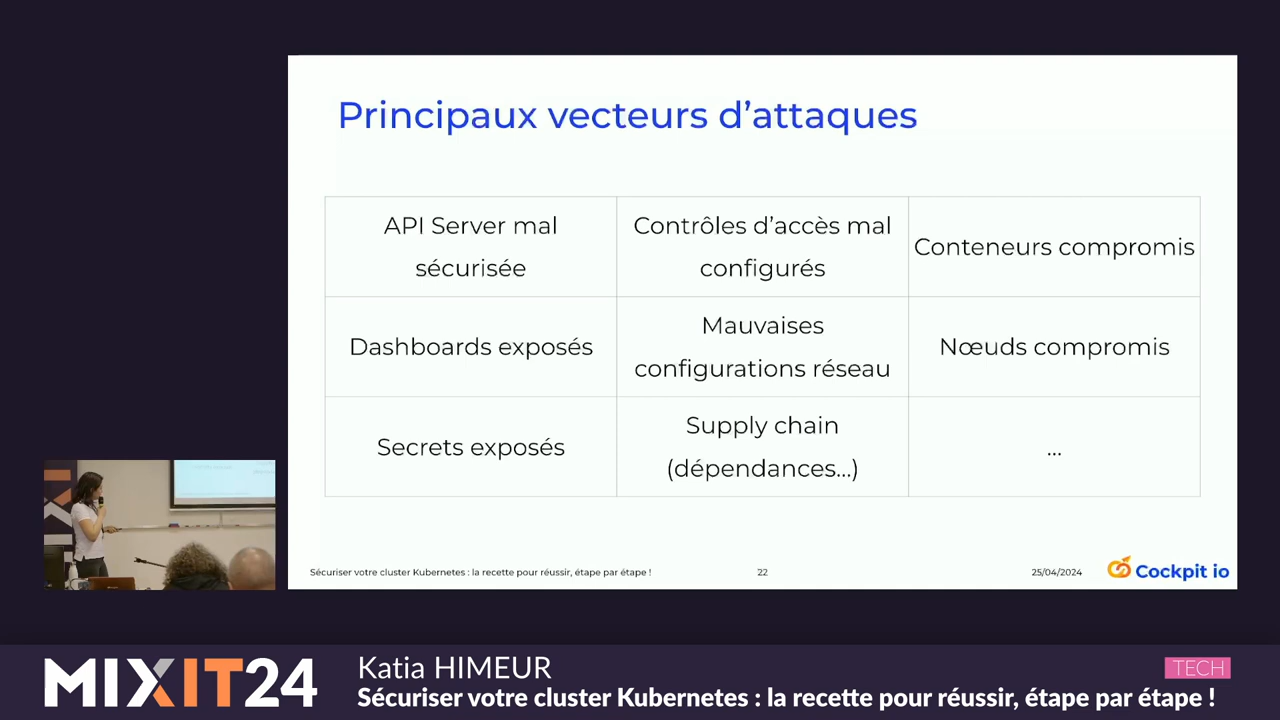 Principaux vecteurs d'attaques
API Server mal
sécurisée
Contrôles d'accès mal
configurés
Conteneurs compromis
Dashboards exposés
Mauvaises
configurations réseau
Nœuds compromis
Secrets exposés
Supply chain
(dépendances...)
...
Sécuriser votre cluster Kubernetes : la recette pour réussir, étape par étape !
22
25/04/2024
Cockpit io
MIXIT24
Katia HIMEUR
TECH
Sécuriser votre cluster Kubernetes : la recette pour réussir, étape par étape !